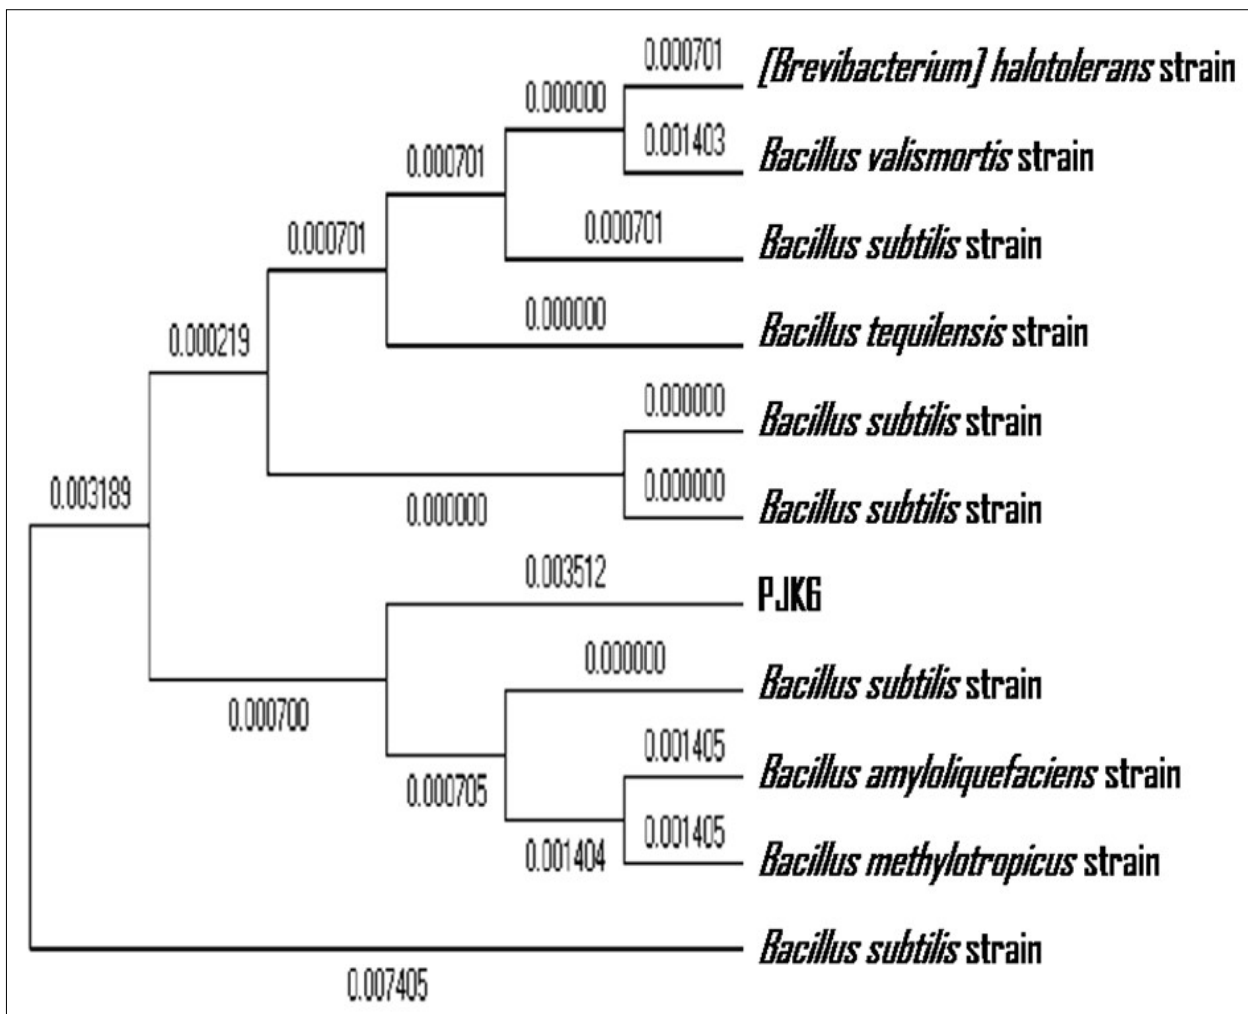 0.000701
[Brevibacterium] halotolerans strain
0.000000
0.001403
Bacillus valismortis strain
0.000701
0.000701
Bacillus subtilis strain
0.000701
0.000000
Bacillus tequilensis strain
0.000219
0.000000
Bacillus subtilis strain
0.000000
Bacillus subtilis strain
0.003189
0.000000
0.003512
PJK6
0.000000
Bacillus subtilis strain
0.000700
0.001405
Bacillus amyloliquefaciens strain
0.000705
0.001405
Bacillus methylotropicus strain
0.001404
Bacillus subtilis strain
0.007405